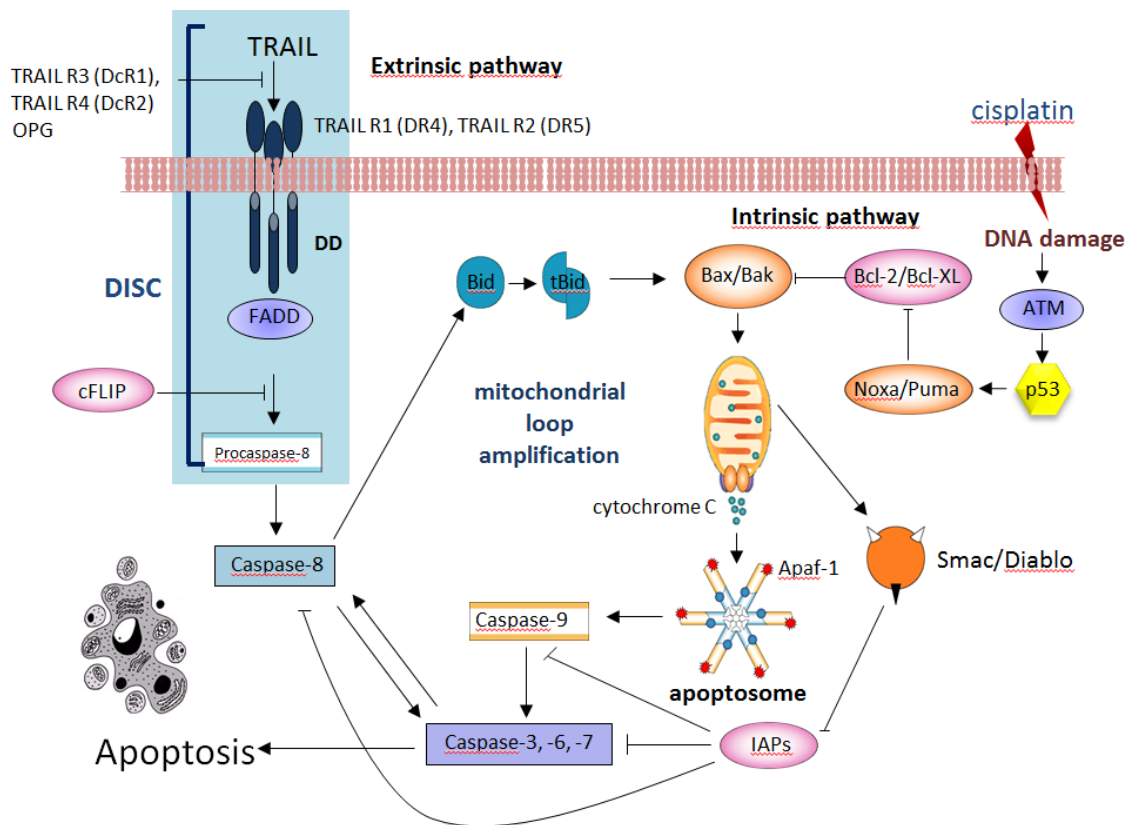 TRAIL
Extrinsic pathway
TRAIL R3 (DcR1),
TRAIL R4 (DcR2)
OPG
TRAIL R1 (DR4), TRAIL R2 (DR5)
cisplatin
Intrinsic pathway
DD
DNA damage
DISC
Bid
tBid
Bax/Bak
Bcl-2/Bcl-XL
ATM
FADD
cFLIP
mitochondrial
loop
amplification
Noxa/Puma
p53
Procaspase-8
cytochrome C
Caspase-8
Apaf-1
Smac/Diablo
Caspase-9
apoptosome
Apoptosis
Caspase-3, -6, -7
IAPs